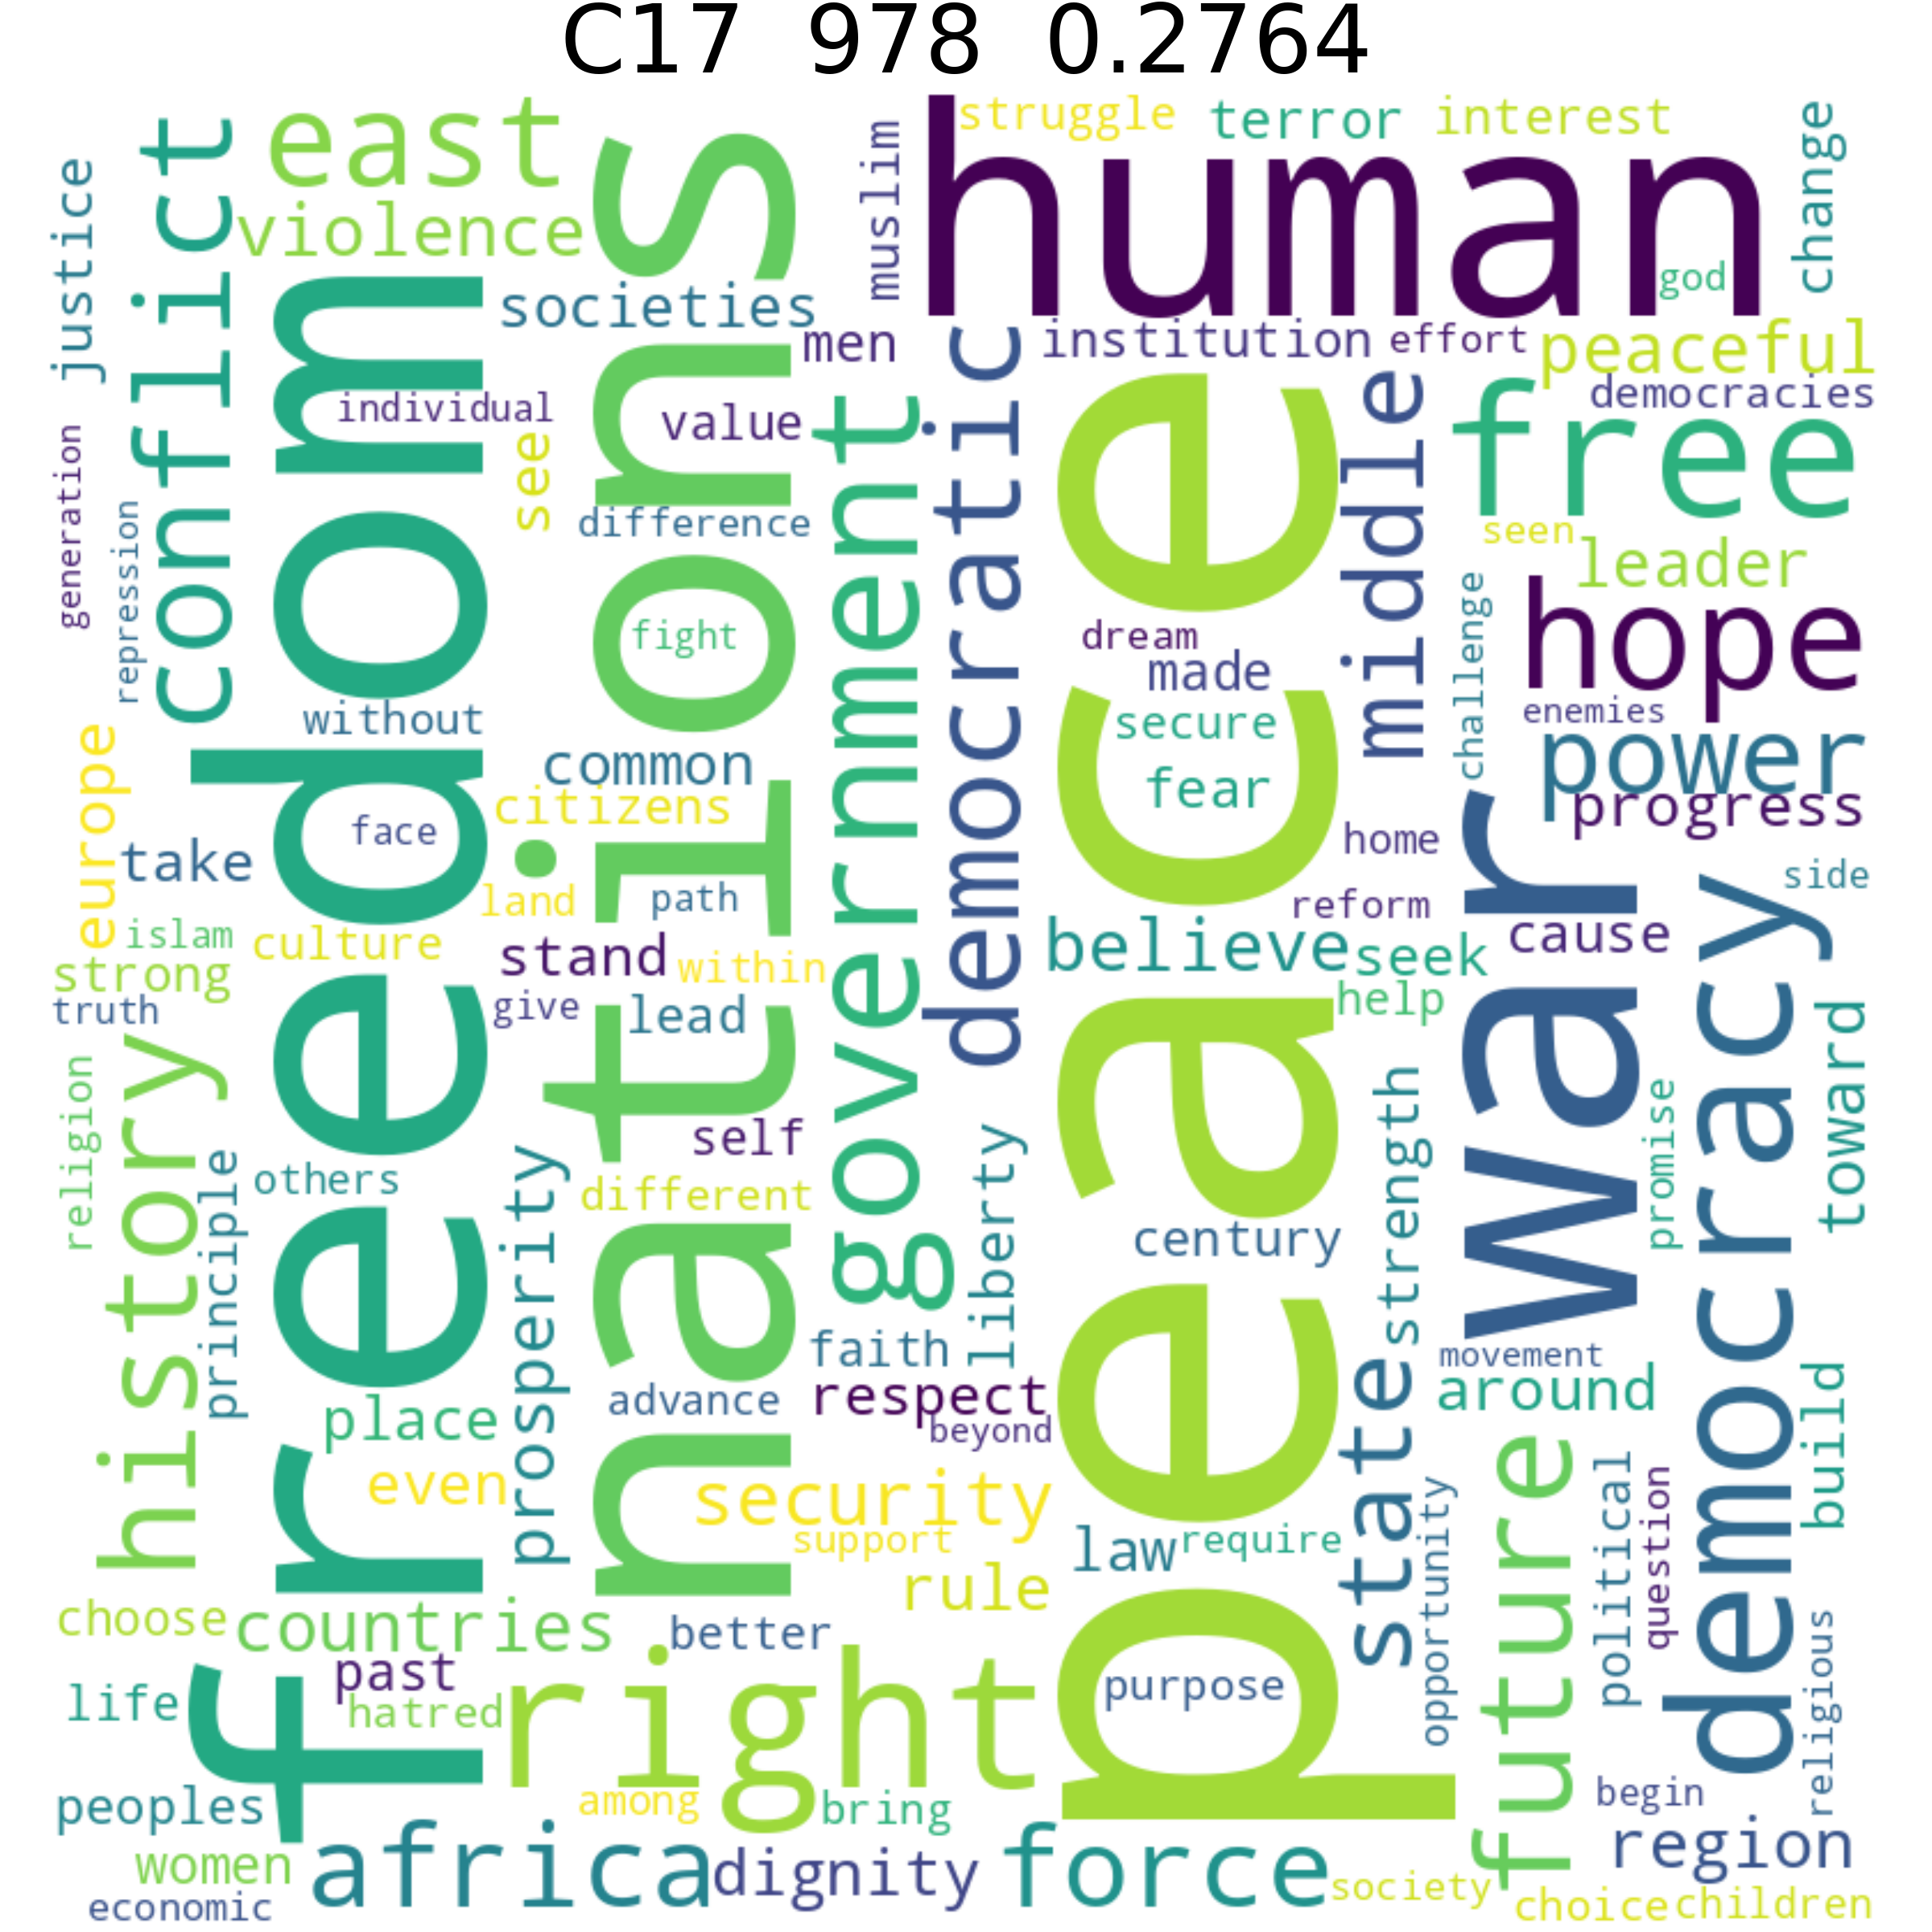 C17 978 0.2764
struggle
terror
interest
change
east
conflict
justice
violence
muslim
human
god
societies
men
institution
effort
peaceful
democracies
individual
value
see
difference
free
seen
leader
middle
democratic
government
nations
freedom
peace
generation
repression
fight
dream
made
secure
fear
challenge
hope
enemies
power
progress
without
common
citizens
europe
take
face
land
path
home
reform
side
war
cause
democracy
islam
culture
strong
stand
within
believe
seek
truth
give
lead
help
toward
history
religion
principle
self
others
different
prosperity
liberty
century
strength
promise
faith
movement
around
advance
respect
beyond
build
state
place
even
security
support
law
require
opportunity
future
political
question
rule
choose
countries
better
past
purpose
religious
life
hatred
right
peoples
among
bring
begin
women
africa
dignity
force
region
economic
society
choice
children